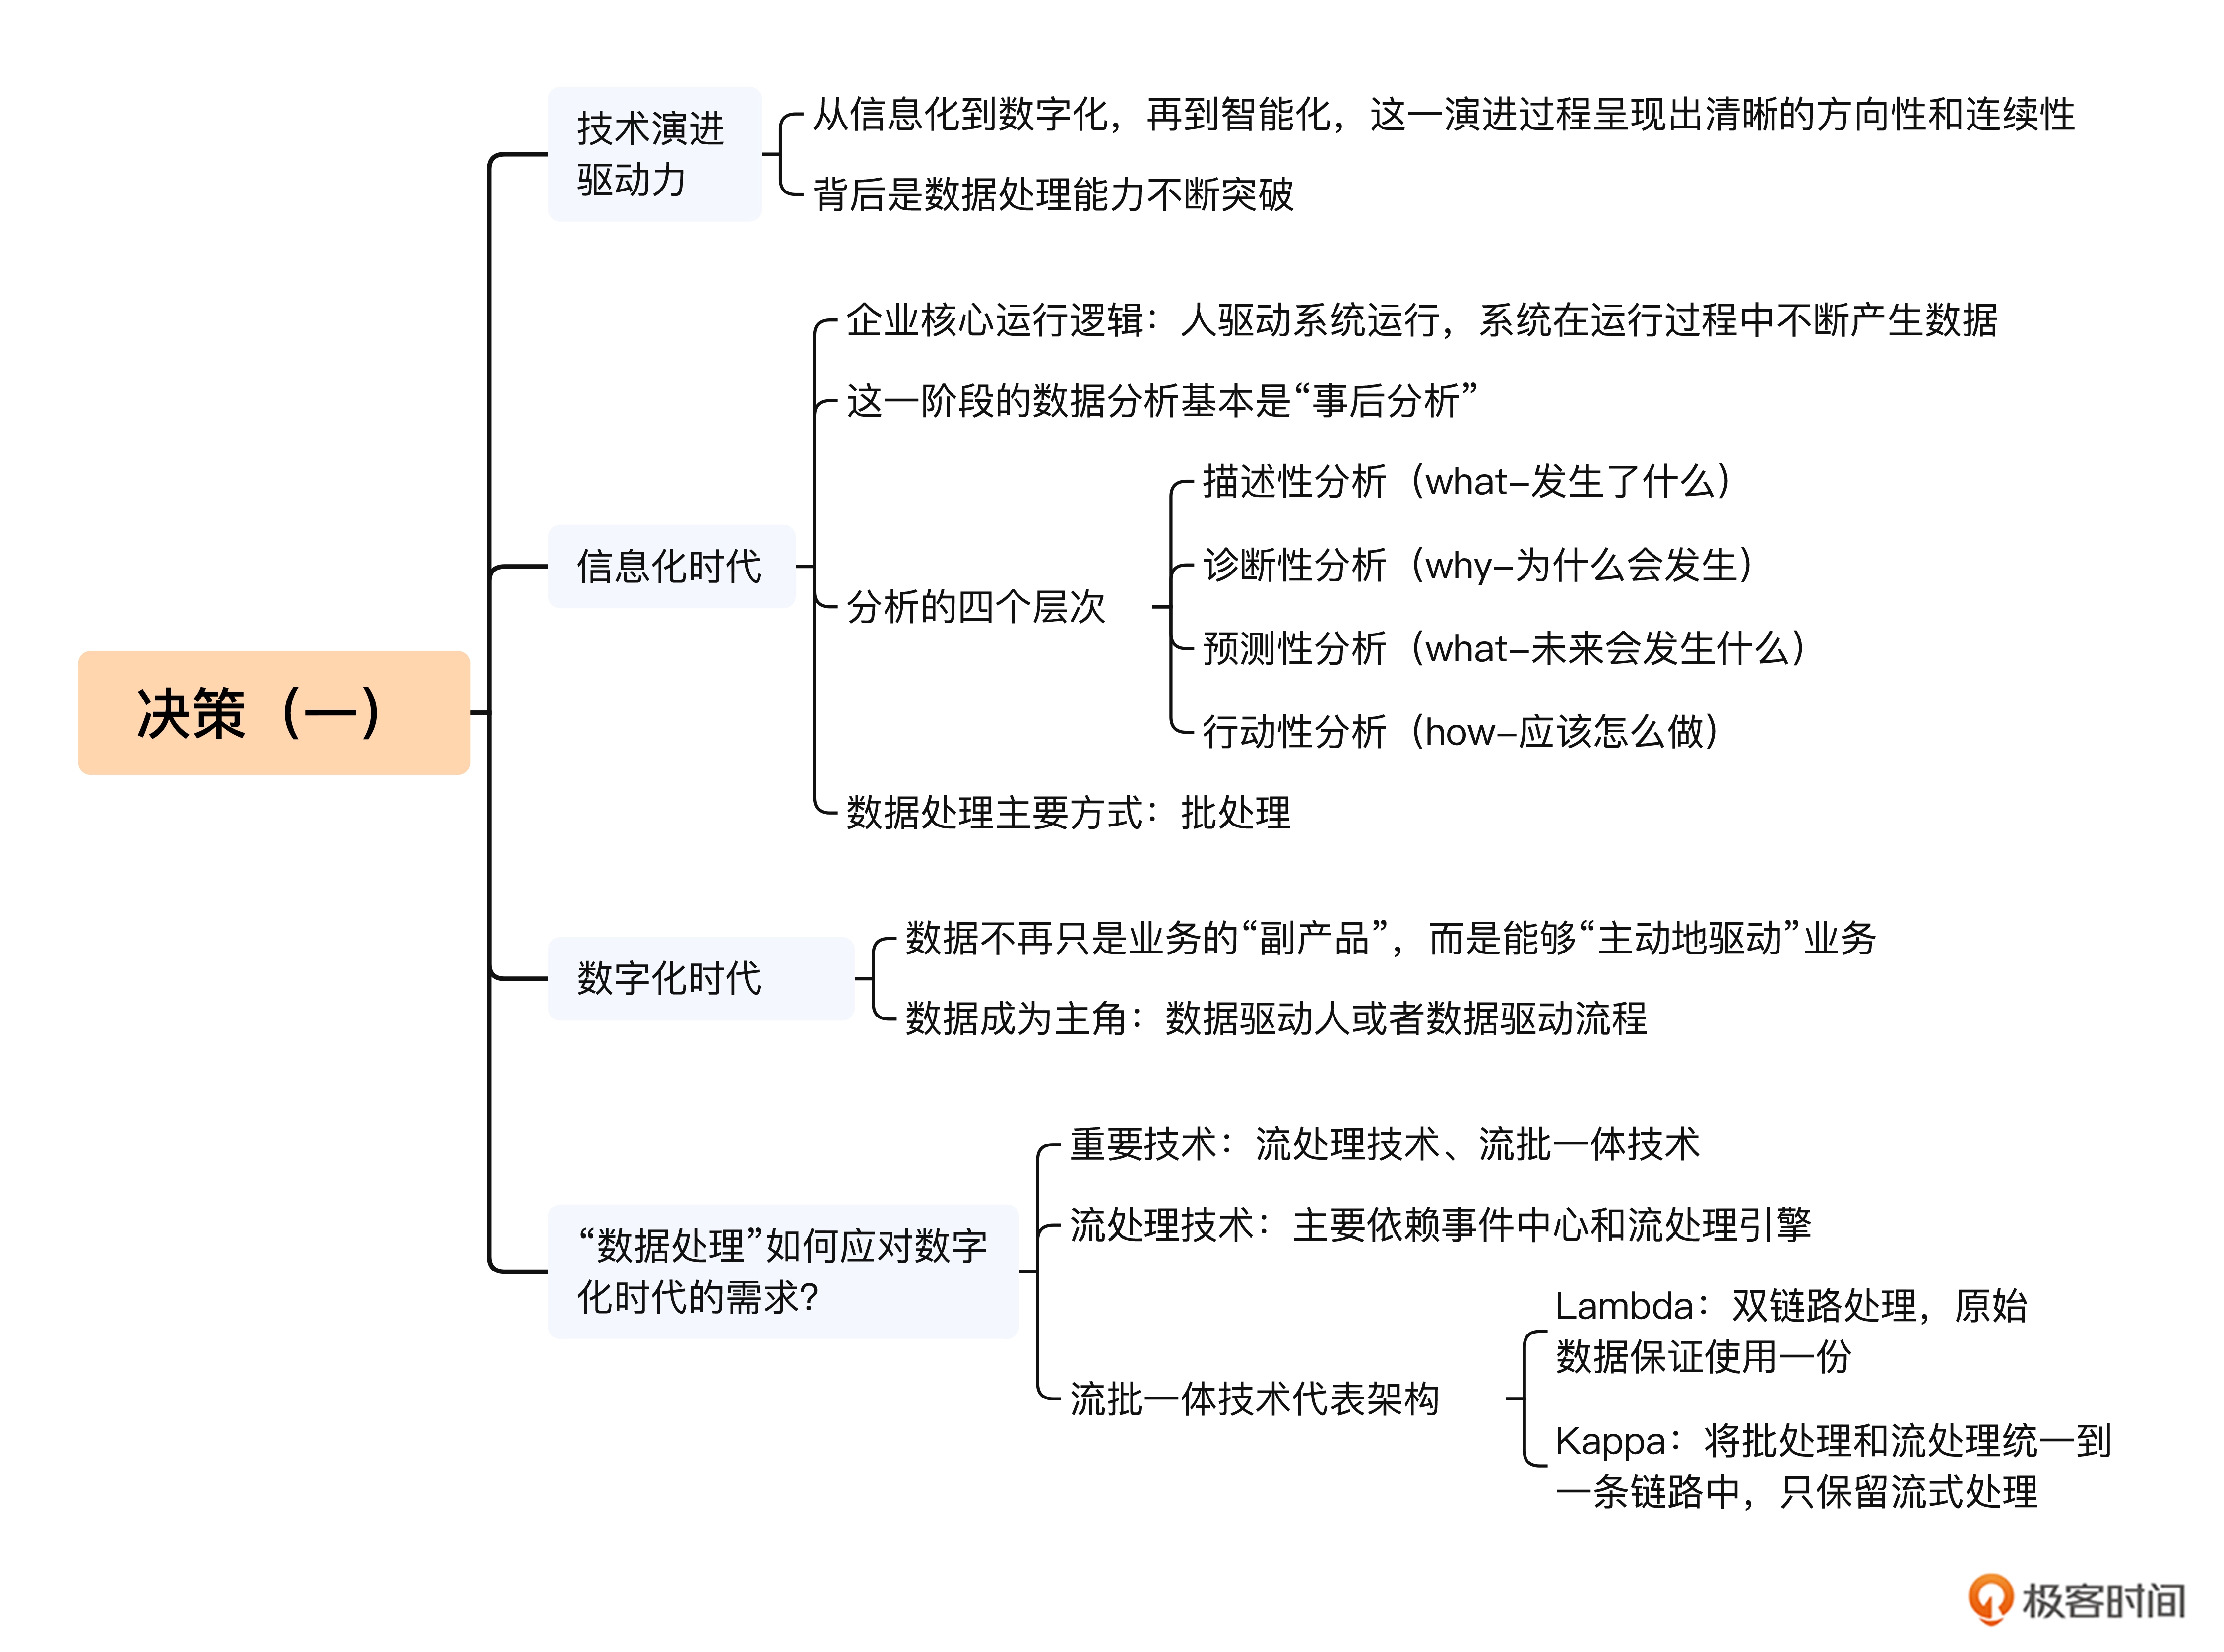 技术演进
驱动力
从信息化到数字化，再到智能化，这一演进过程呈现出清晰的方向性和连续性
背后是数据处理能力不断突破
企业核心运行逻辑：人驱动系统运行，系统在运行过程中不断产生数据
这一阶段的数据分析基本是“事后分析”
描述性分析（what–发生了什么）
诊断性分析（why–为什么会发生）
信息化时代
分析的四个层次
预测性分析（what–未来会发生什么）
行动性分析（how–应该怎么做）
决策（一）
数据处理主要方式：批处理
数据不再只是业务的“副产品”，而是能够“主动地驱动”业务
数字化时代
数据成为主角：数据驱动人或者数据驱动流程
重要技术：流处理技术、流批一体技术
流处理技术：主要依赖事件中心和流处理引擎
“数据处理”如何应对数字
化时代的需求？
Lambda：双链路处理，原始
数据保证使用一份
流批一体技术代表架构
Kappa：将批处理和流处理统一到
一条链路中，只保留流式处理
极客时间